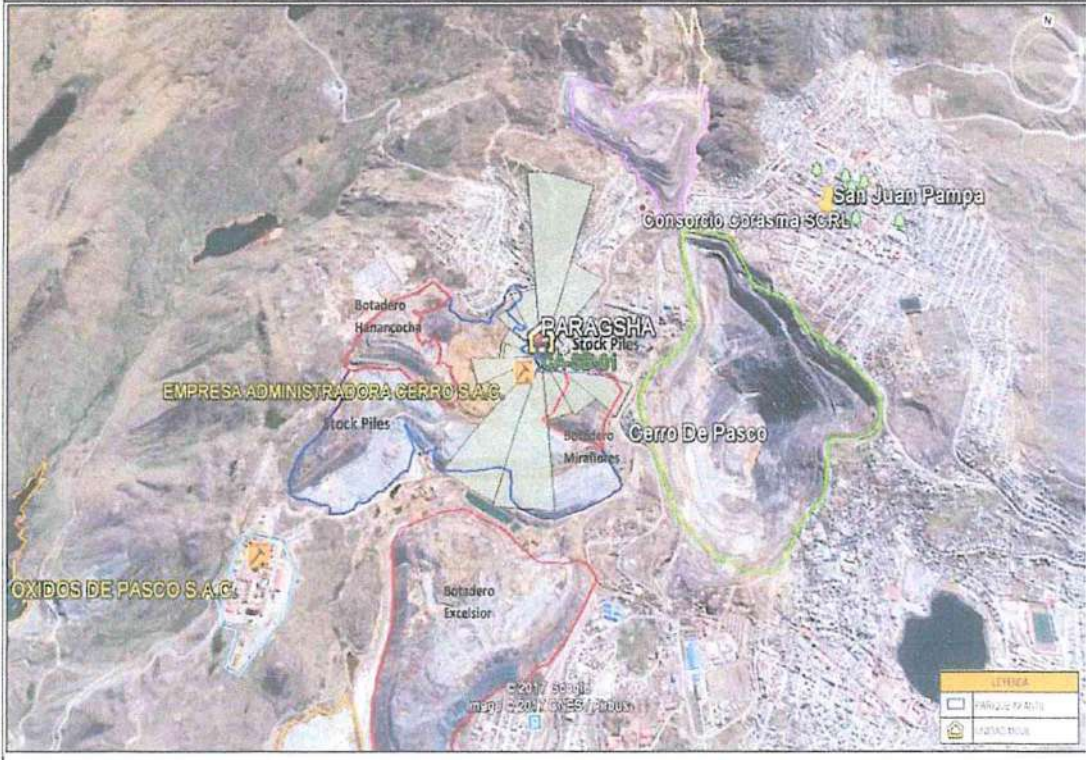 N
San Juan Pampa
Consorcio Corasma SCRL
Botadero
Hanancocha
PARAGSHA
Stock Piles
EMPRESA ADMINISTRADORA CERRO S.A.C.
Stock Piles
Cerro De Pasco
Botadero
Miraflores
OXIDOS DE PASCO S.A.C.
Botadero
Excelsior
© 2017 Google
LEYENDA